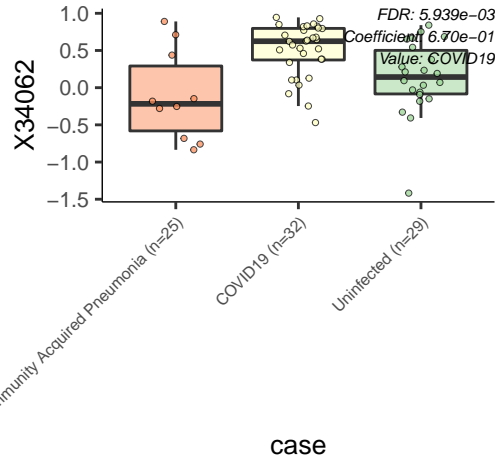 FDR: 5.939e-03
Coefficient: 6.70e-01
Value: COVID19
X34062
1.0
0.5
0.0
−0.5
−1.0
−1.5
Acquired Pneumonia (n=25)
COVID19 (n=32)
Uninfected (n=29)
case